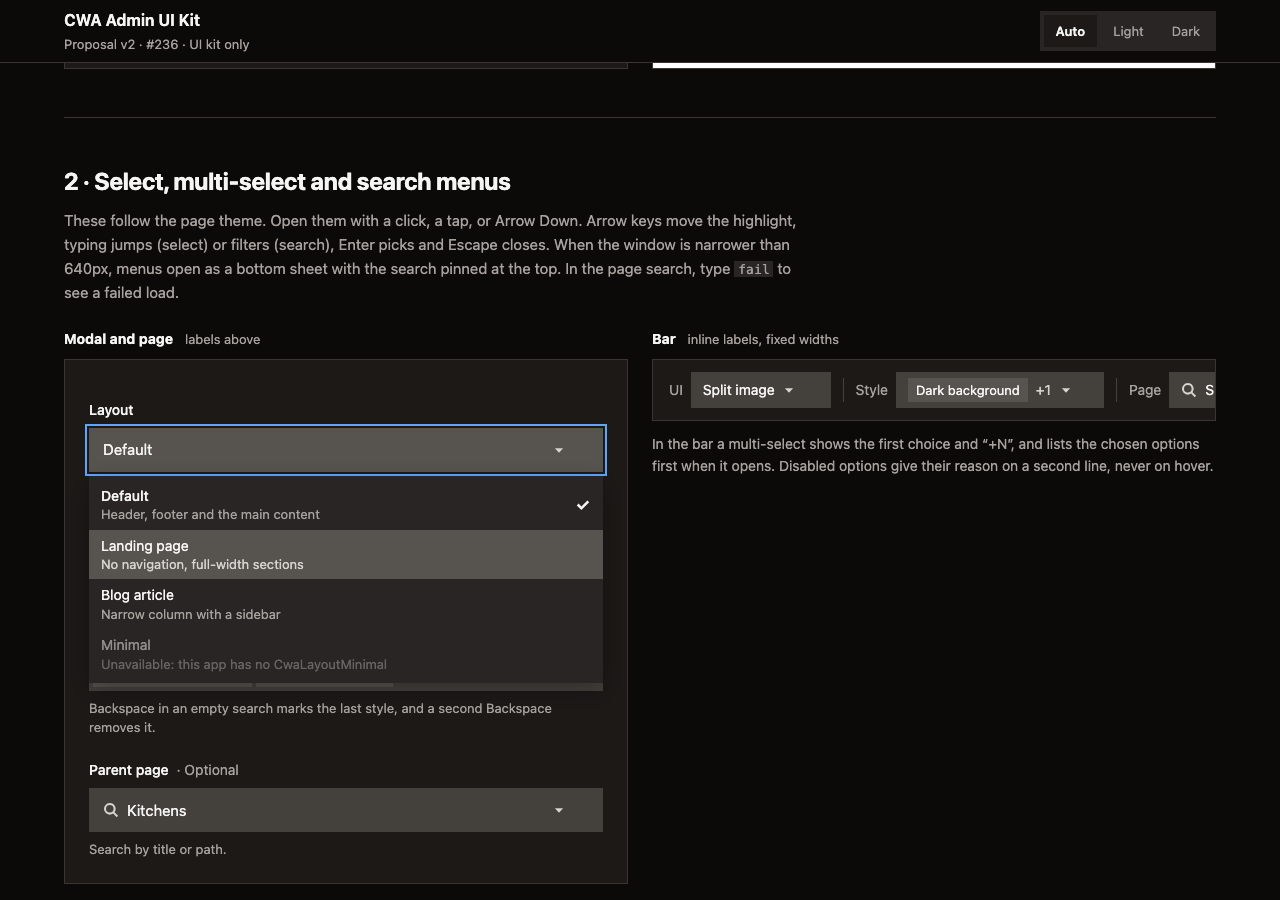 CWA Admin UI Kit
Proposal v2 · #236 · UI kit only
Auto
Light
Dark
2 · Select, multi-select and search menus
These follow the page theme. Open them with a click, a tap, or Arrow Down. Arrow keys move the highlight,
typing jumps (select) or filters (search), Enter picks and Escape closes. When the window is narrower than
640px, menus open as a bottom sheet with the search pinned at the top. In the page search, type fail to
see a failed load.
Modal and page labels above
Layout
Default
Default
Header, footer and the main content
Landing page
No navigation, full-width sections
Blog article
Narrow column with a sidebar
Minimal
Unavailable: this app has no CwaLayoutMinimal
Backspace in an empty search marks the last style, and a second Backspace
removes it.
Parent page · Optional
Kitchens
Search by title or path.
Bar inline labels, fixed widths
UI Split image Style Dark background +1 Page S
In the bar a multi-select shows the first choice and “+N”, and lists the chosen options
first when it opens. Disabled options give their reason on a second line, never on hover.